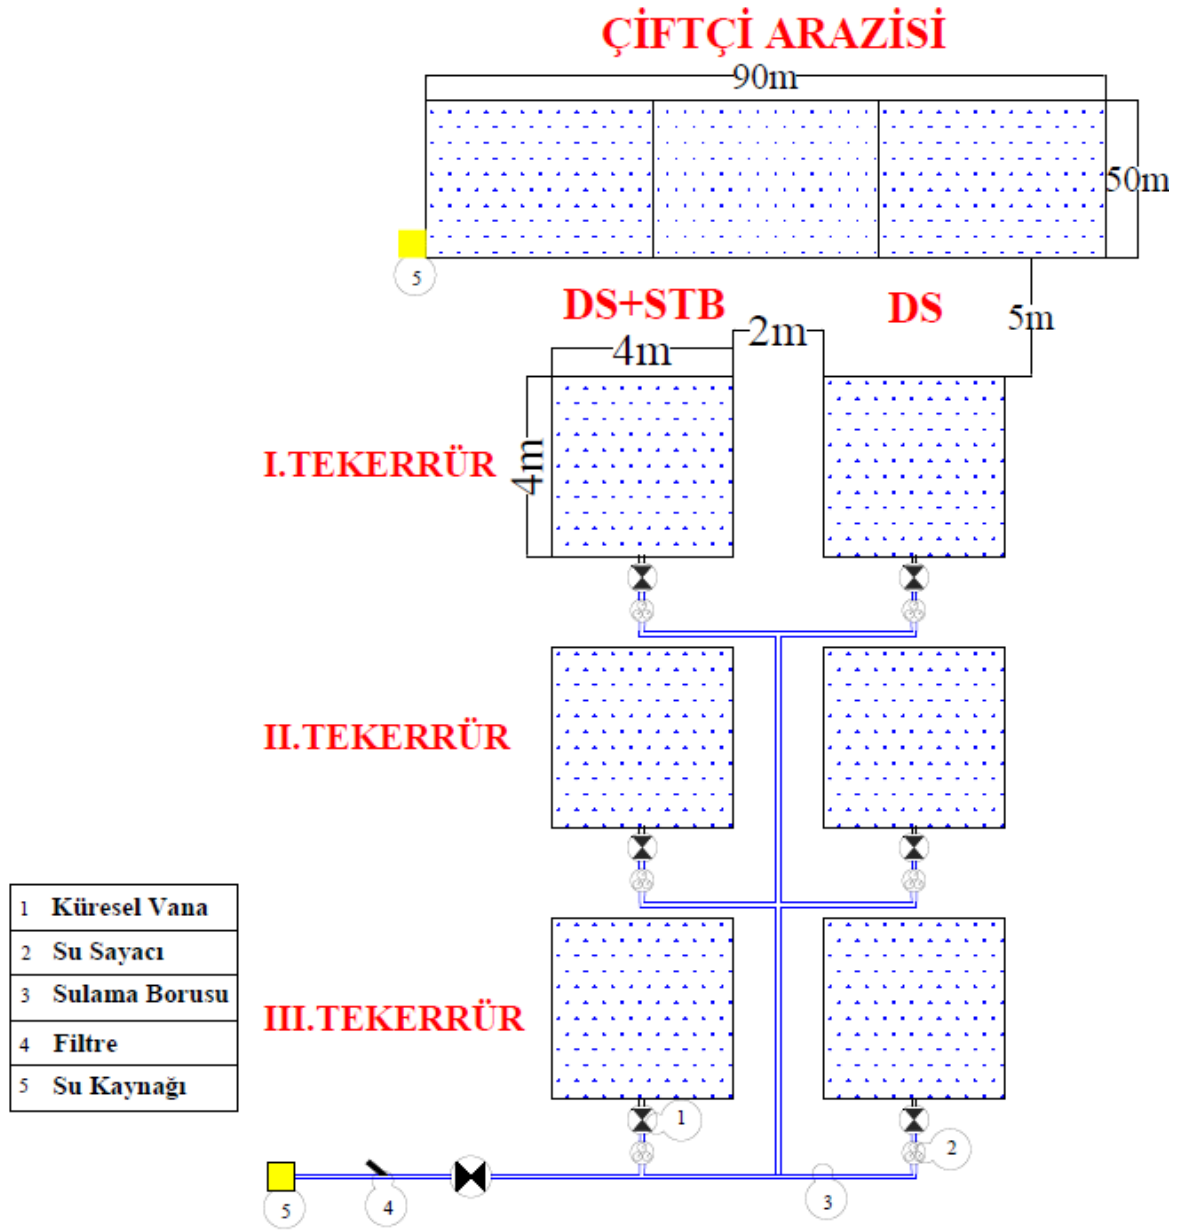 ÇİFTÇİ ARAZİSİ
90m
50m
5
DS+STB
DS
5m
2m
4m
4m
I.TEKERRÜR
II.TEKERRÜR
III.TEKERRÜR
1 Küresel Vana
2 Su Sayacı
3 Sulama Borusu
4 Filtre
5 Su Kaynağı
1
2
3
4
5